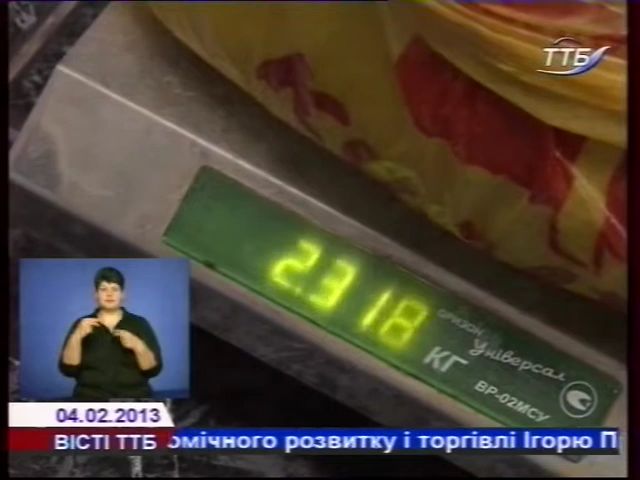 ТТБ
2.318
ОРИЗОН
Універсал
КГ
ВР-02МСУ
04.02.2013
ВІСТІ ТТБ
омічного розвитку і торгівлі Ігорю П